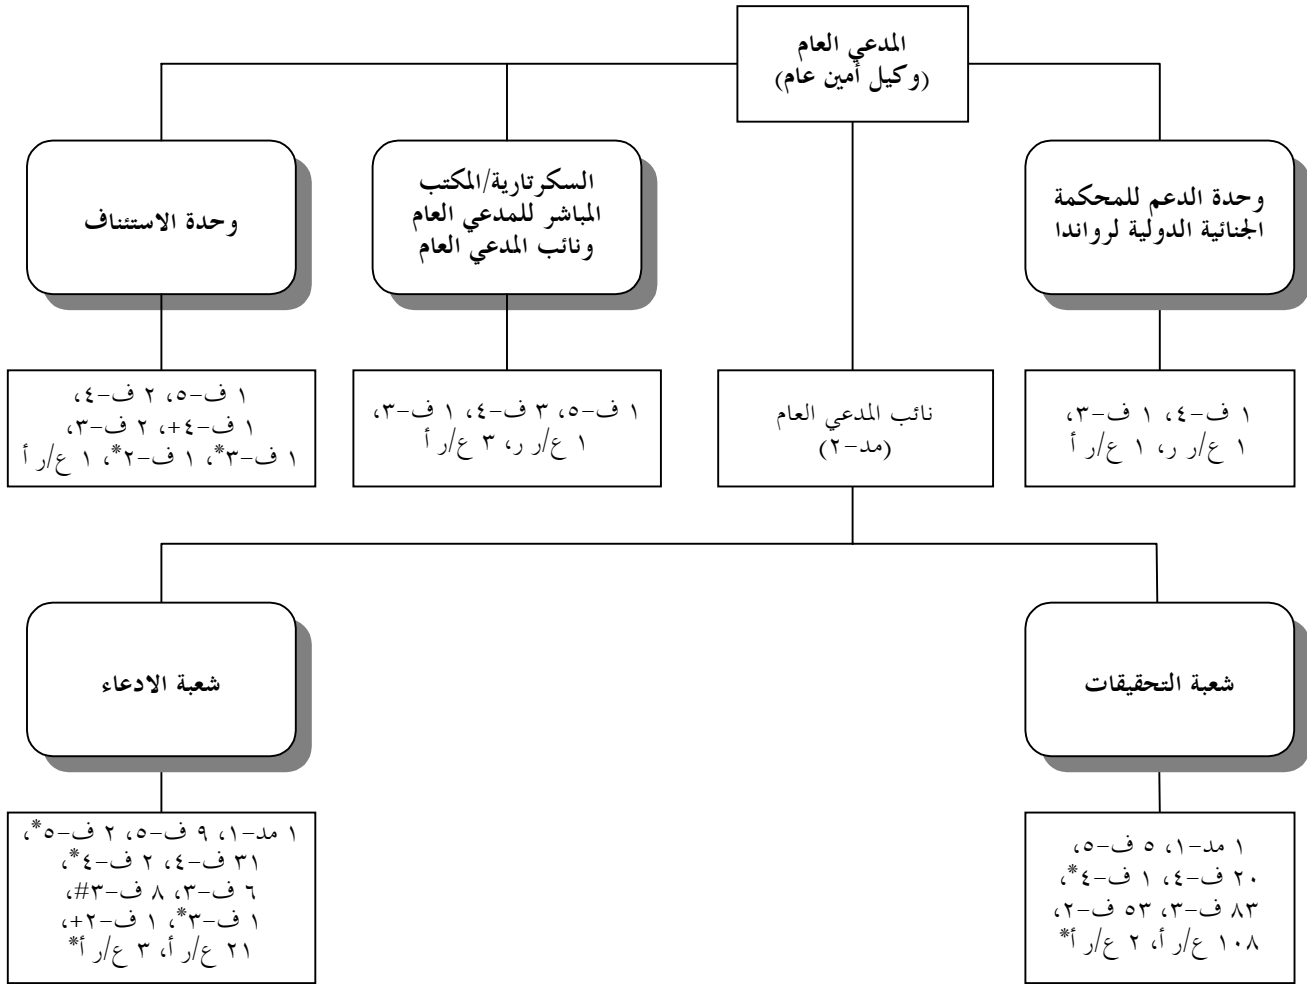 المدعي العام
(وكيل أمين عام)
وحدة الدعم للمحكمة
الجنائية الدولية لرواندا
السكرتارية/المكتب
المباشر للمدعي العام
ونائب المدعي العام
وحدة الاستئناف
١ ف-٤، ١ ف-٣،
١ ع/ر ر، ١ ع/ر أ
نائب المدعي العام
(مد-٢)
١ ف-٥، ٣ ف-٤، ١ ف-٣،
١ ع/ر ر، ٣ ع/ر أ
١ ف-٥، ٢ ف-٤،
١ ف-٤+، ٢ ف-٣،
١ ف-٣*، ١ ف-٢*، ١ ع/ر أ
شعبة التحقيقات
شعبة الادعاء
١ مد-١، ٥ ف-٥،
٢٠ ف-٤، ١ ف-٤*،
٨٣ ف-٣، ٥٣ ف-٢،
١٠٨ ع/ر أ، ٢ ع/ر أ*
١ مد-١، ٩ ف-٥، ٢ ف-٥*،
٣١ ف-٤، ٢ ف-٤*،
٦ ف-٣، ٨ ف-٣#،
١ ف-٣*، ١ ف-٢+،
٢١ ع/ر أ، ٣ ع/ر أ*